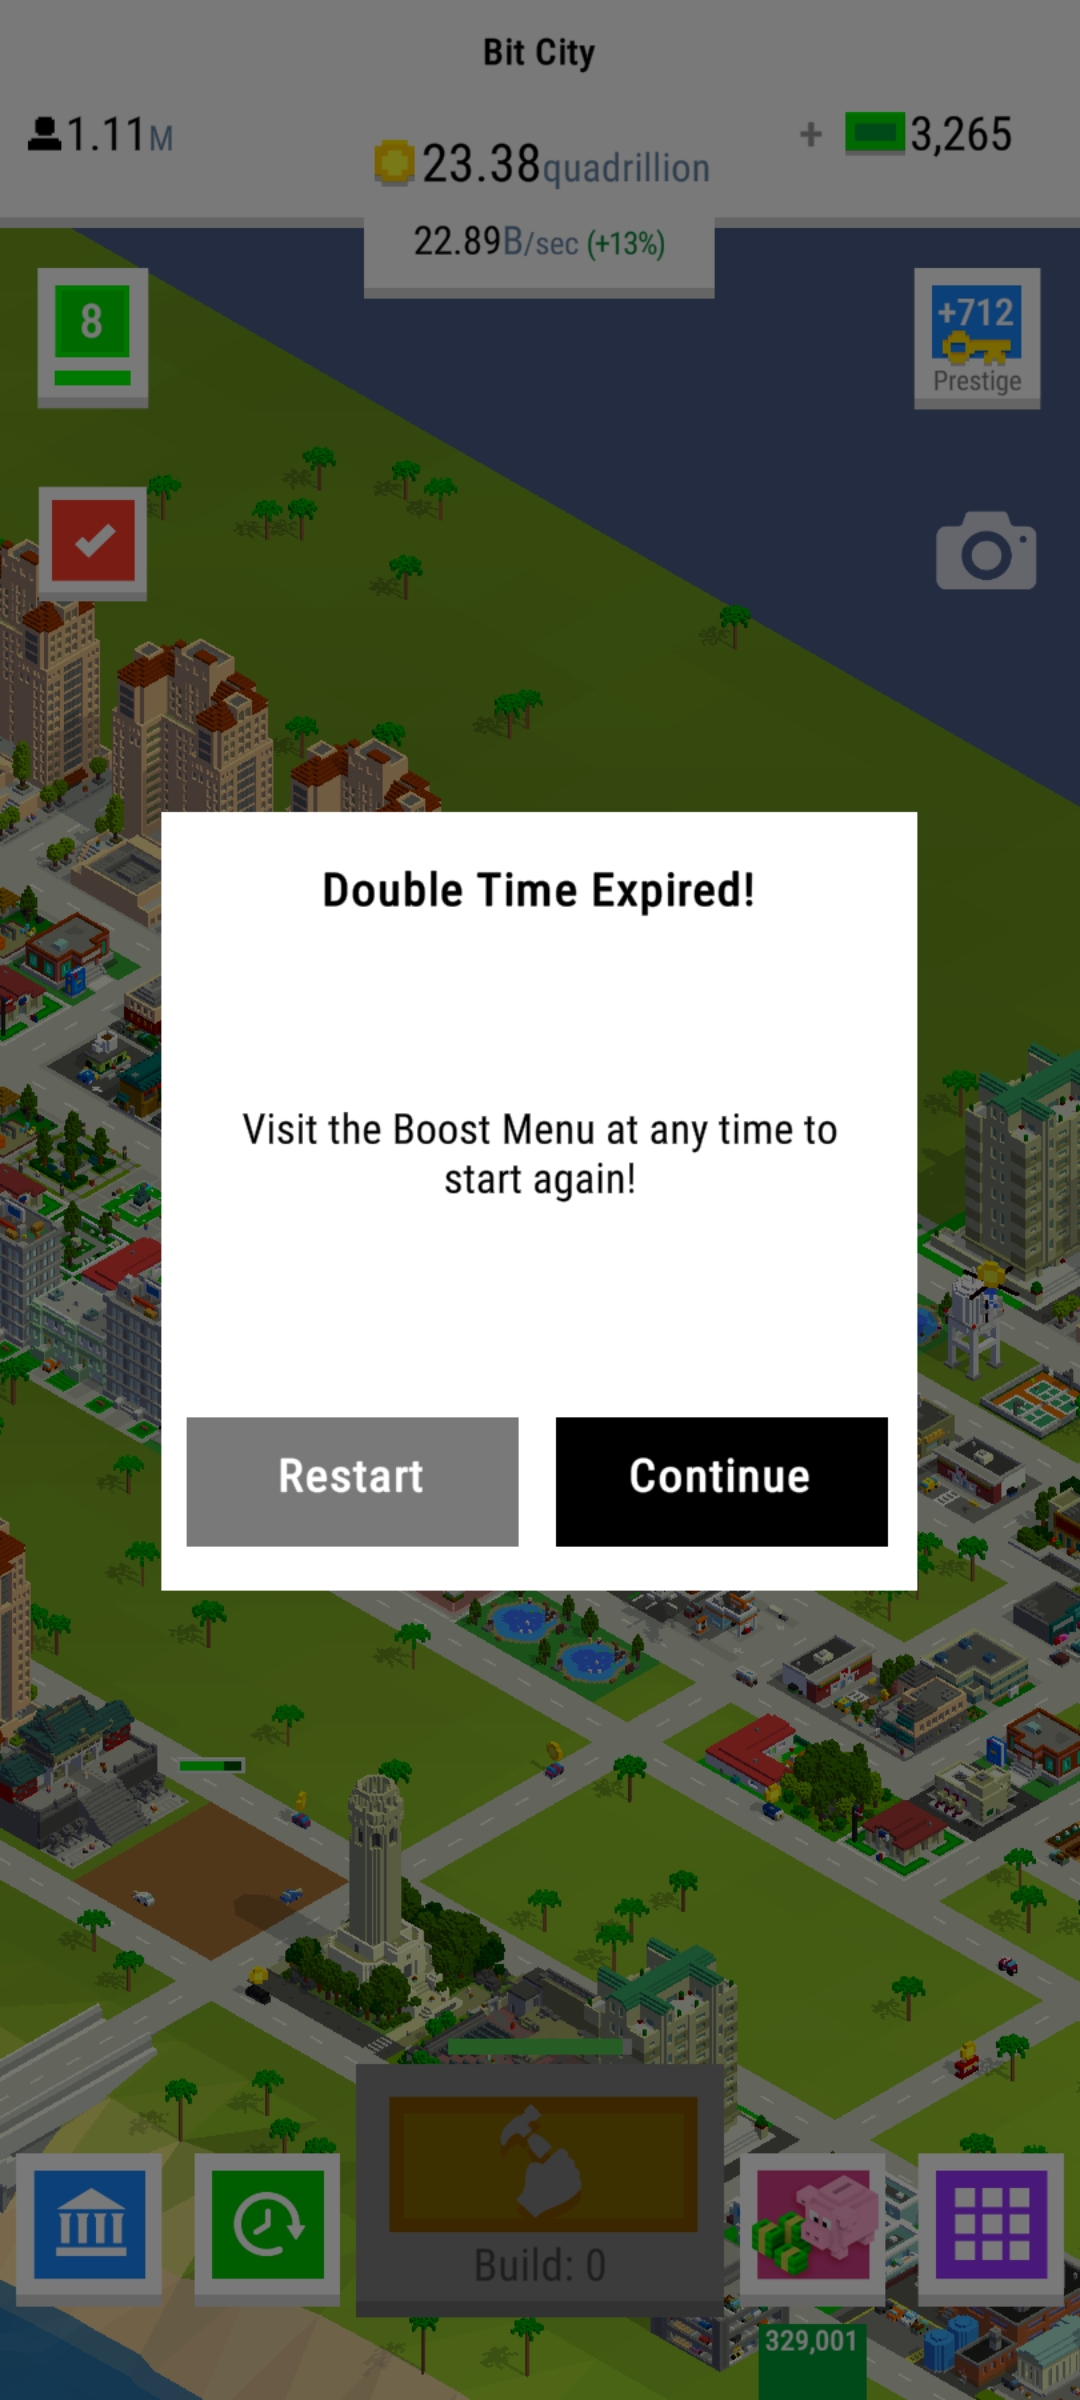 Bit City
1.11M
23.38quadrillion
+ 3,265
22.89B/sec (+13%)
8
+712
Prestige
Double Time Expired!
Visit the Boost Menu at any time to
start again!
Restart
Continue
Build: 0
329,001